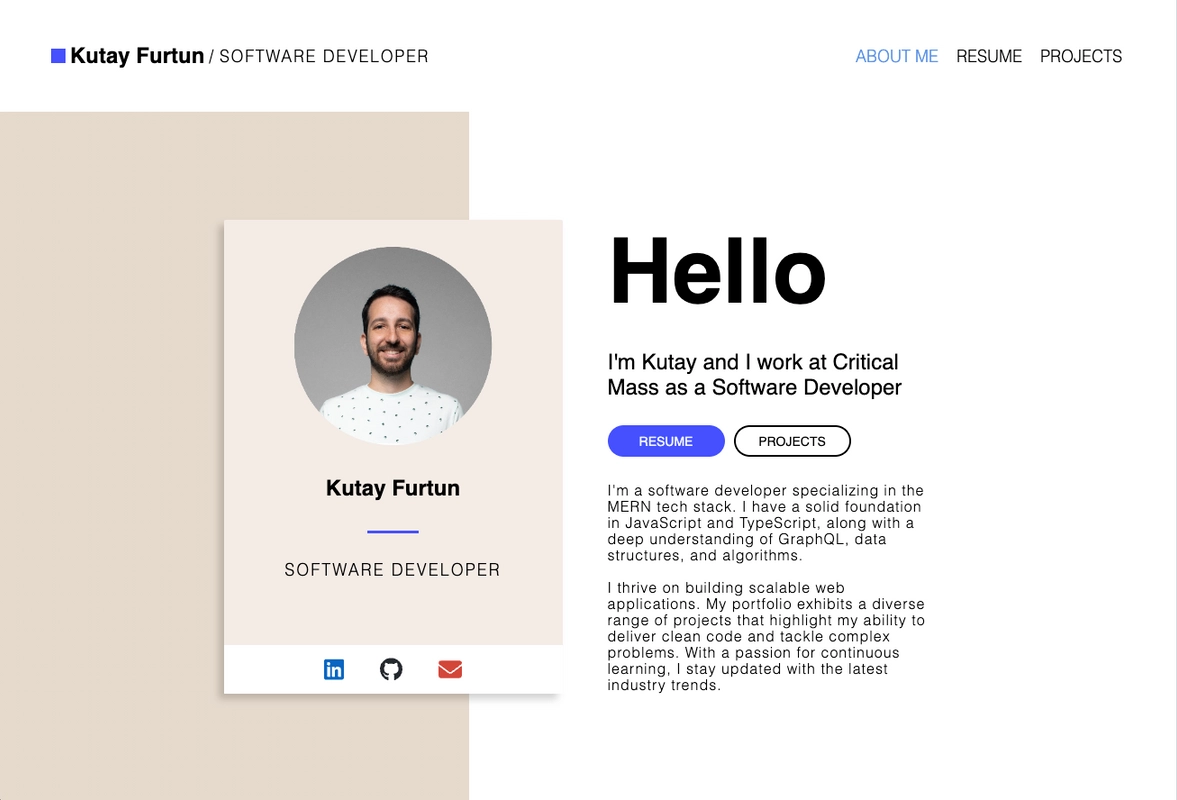 Kutay Furtun / SOFTWARE DEVELOPER
ABOUT ME RESUME PROJECTS
Kutay Furtun
SOFTWARE DEVELOPER
in
Hello
I'm Kutay and I work at Critical
Mass as a Software Developer
RESUME PROJECTS
I'm a software developer specializing in the
MERN tech stack. I have a solid foundation
in JavaScript and TypeScript, along with a
deep understanding of GraphQL, data
structures, and algorithms.
I thrive on building scalable web
applications. My portfolio exhibits a diverse
range of projects that highlight my ability to
deliver clean code and tackle complex
problems. With a passion for continuous
learning, I stay updated with the latest
industry trends.